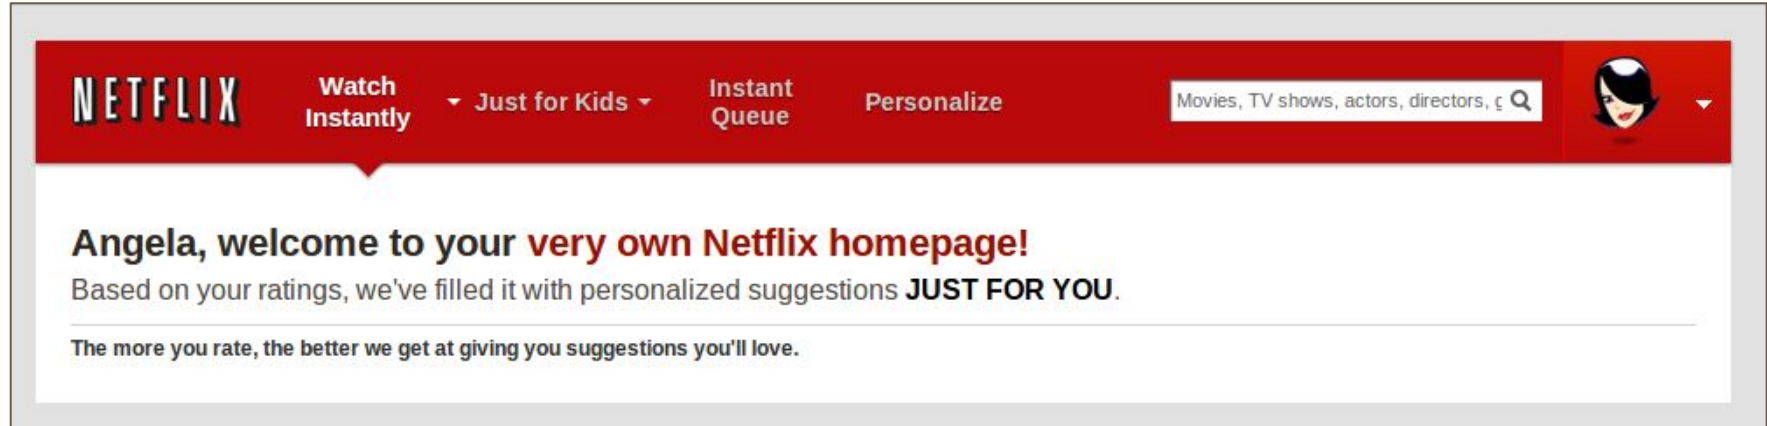 NETFLIX
Watch
Instantly
Just for Kids
Instant
Queue
Personalize
Movies, TV shows, actors, directors, g
Angela, welcome to your very own Netflix homepage!
Based on your ratings, we've filled it with personalized suggestions JUST FOR YOU.
The more you rate, the better we get at giving you suggestions you'll love.